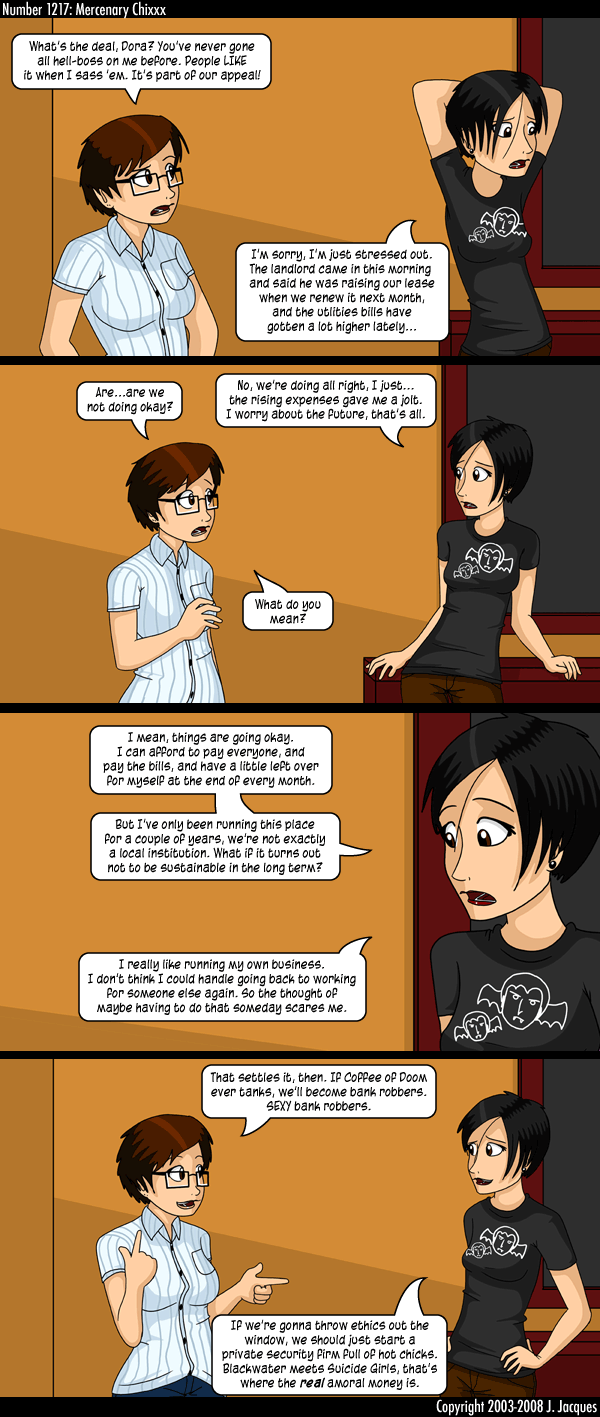 Number 1217: Mercenary Chixxx
What's the deal, Dora? You've never gone
all hell-boss on me before. People LIKE
it when I sass 'em. It's part of our appeal!
I'm sorry, I'm just stressed out.
The landlord came in this morning
and said he was raising our lease
when we renew it next month,
and the utlities bills have
gotten a lot higher lately...
Are...are we
not doing okay?
No, we're doing all right, I just...
the rising expenses gave me a jolt.
I worry about the future, that's all.
What do you
mean?
I mean, things are going okay.
I can afford to pay everyone, and
pay the bills, and have a little left over
for myself at the end of every month.
But I've only been running this place
for a couple of years, we're not exactly
a local institution. What if it turns out
not to be sustainable in the long term?
I really like running my own business.
I don't think I could handle going back to working
for someone else again. So the thought of
maybe having to do that someday scares me.
That settles it, then. If Coffee of Doom
ever tanks, we'll become bank robbers.
SEXY bank robbers.
If we're gonna throw ethics out the
window, we should just start a
private security firm full of hot chicks.
Blackwater meets Suicide Girls, that's
where the real amoral money is.
Copyright 2003-2008 J. Jacques